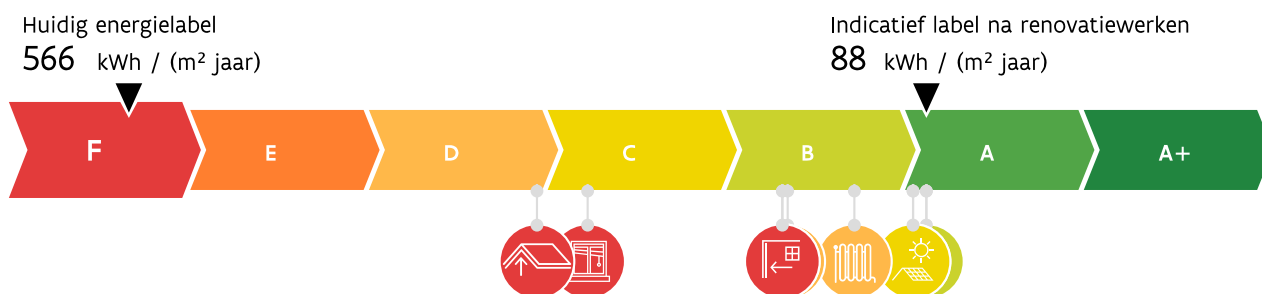 Huidig energielabel
566 kWh / (m² jaar)
Indicatief label na renovatiewerken
88 kWh / (m² jaar)
F E D C B A A+